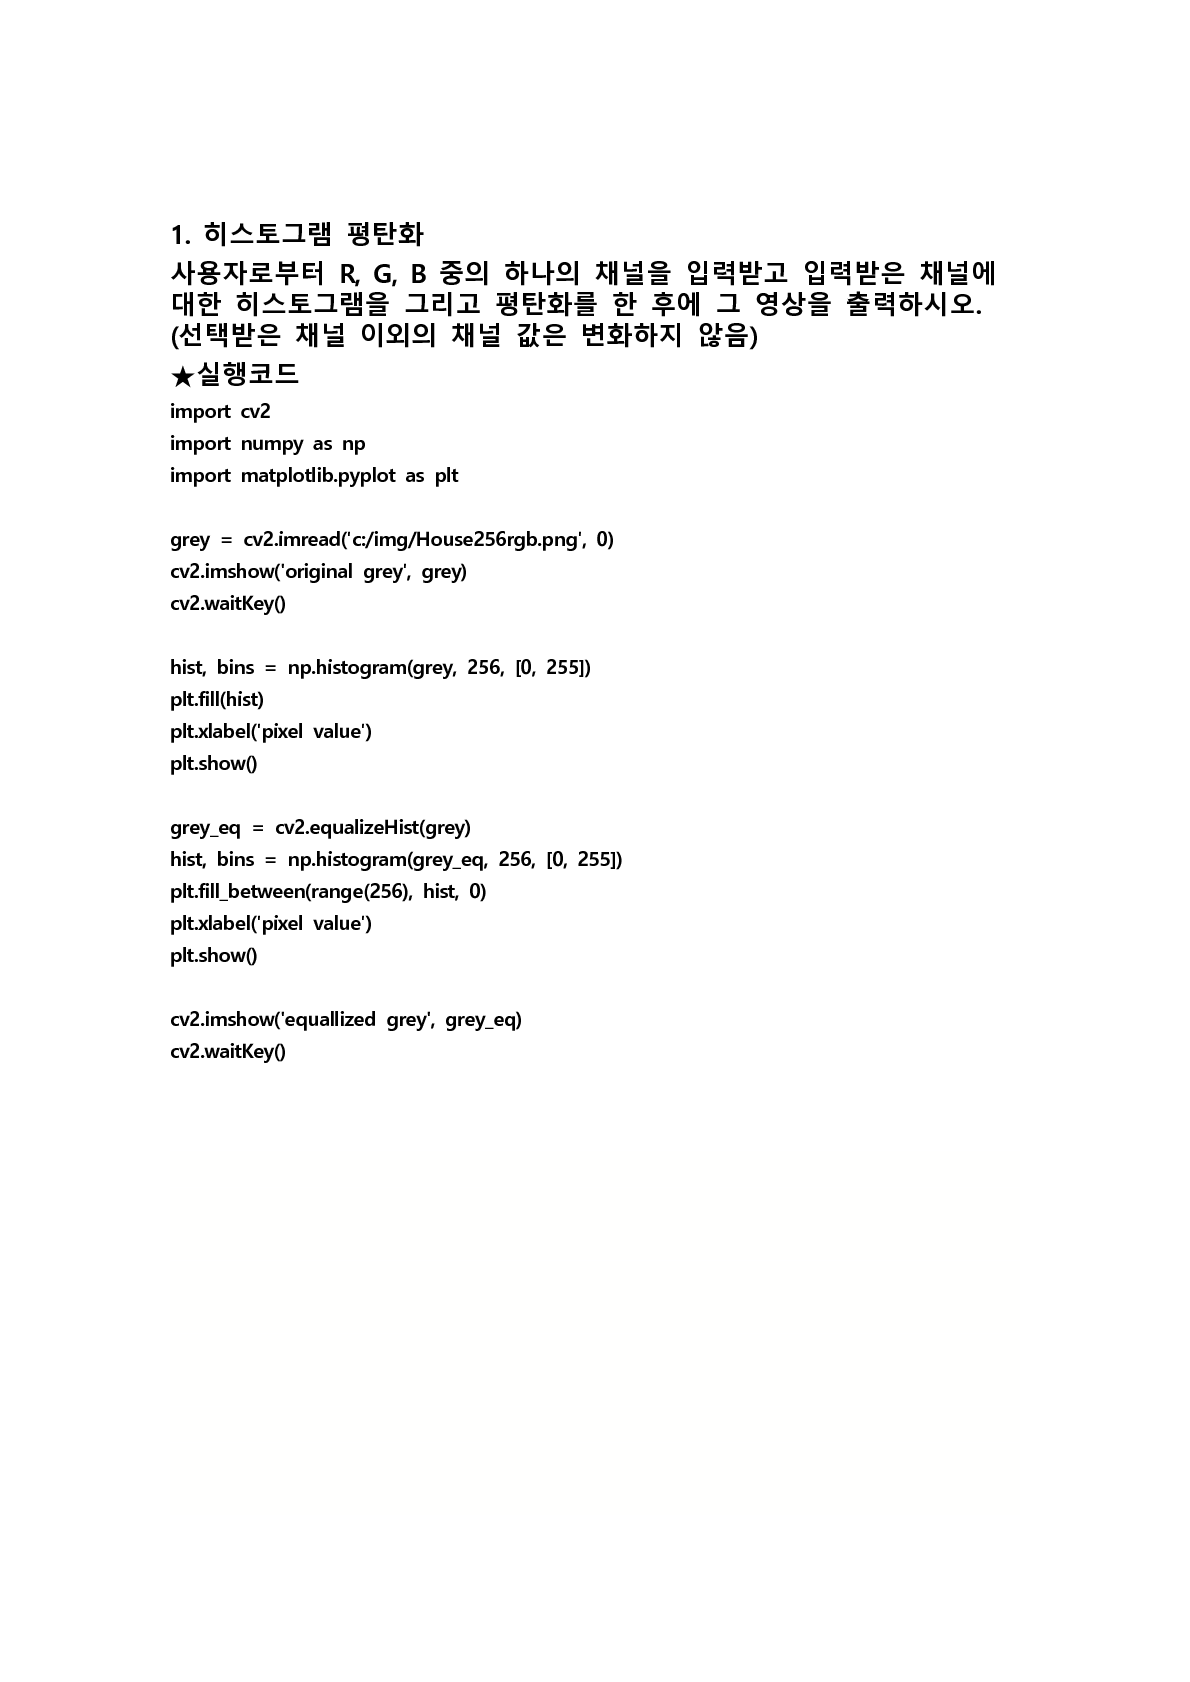 1. 히스토그램 평탄화
사용자로부터 R, G, B 중의 하나의 채널을 입력받고 입력받은 채널에
대한 히스토그램을 그리고 평탄화를 한 후에 그 영상을 출력하시오.
(선택받은 채널 이외의 채널 값은 변화하지 않음)
★실행코드
import cv2
import numpy as np
import matplotlib.pyplot as plt
grey = cv2.imread('c:/img/House256rgb.png', 0)
cv2.imshow('original grey', grey)
cv2.waitKey()
hist, bins = np.histogram(grey, 256, [0, 255])
plt.fill(hist)
plt.xlabel('pixel value')
plt.show()
grey_eq = cv2.equalizeHist(grey)
hist, bins = np.histogram(grey_eq, 256, [0, 255])
plt.fill_between(range(256), hist, 0)
plt.xlabel('pixel value')
plt.show()
cv2.imshow('equallized grey', grey_eq)
cv2.waitKey()